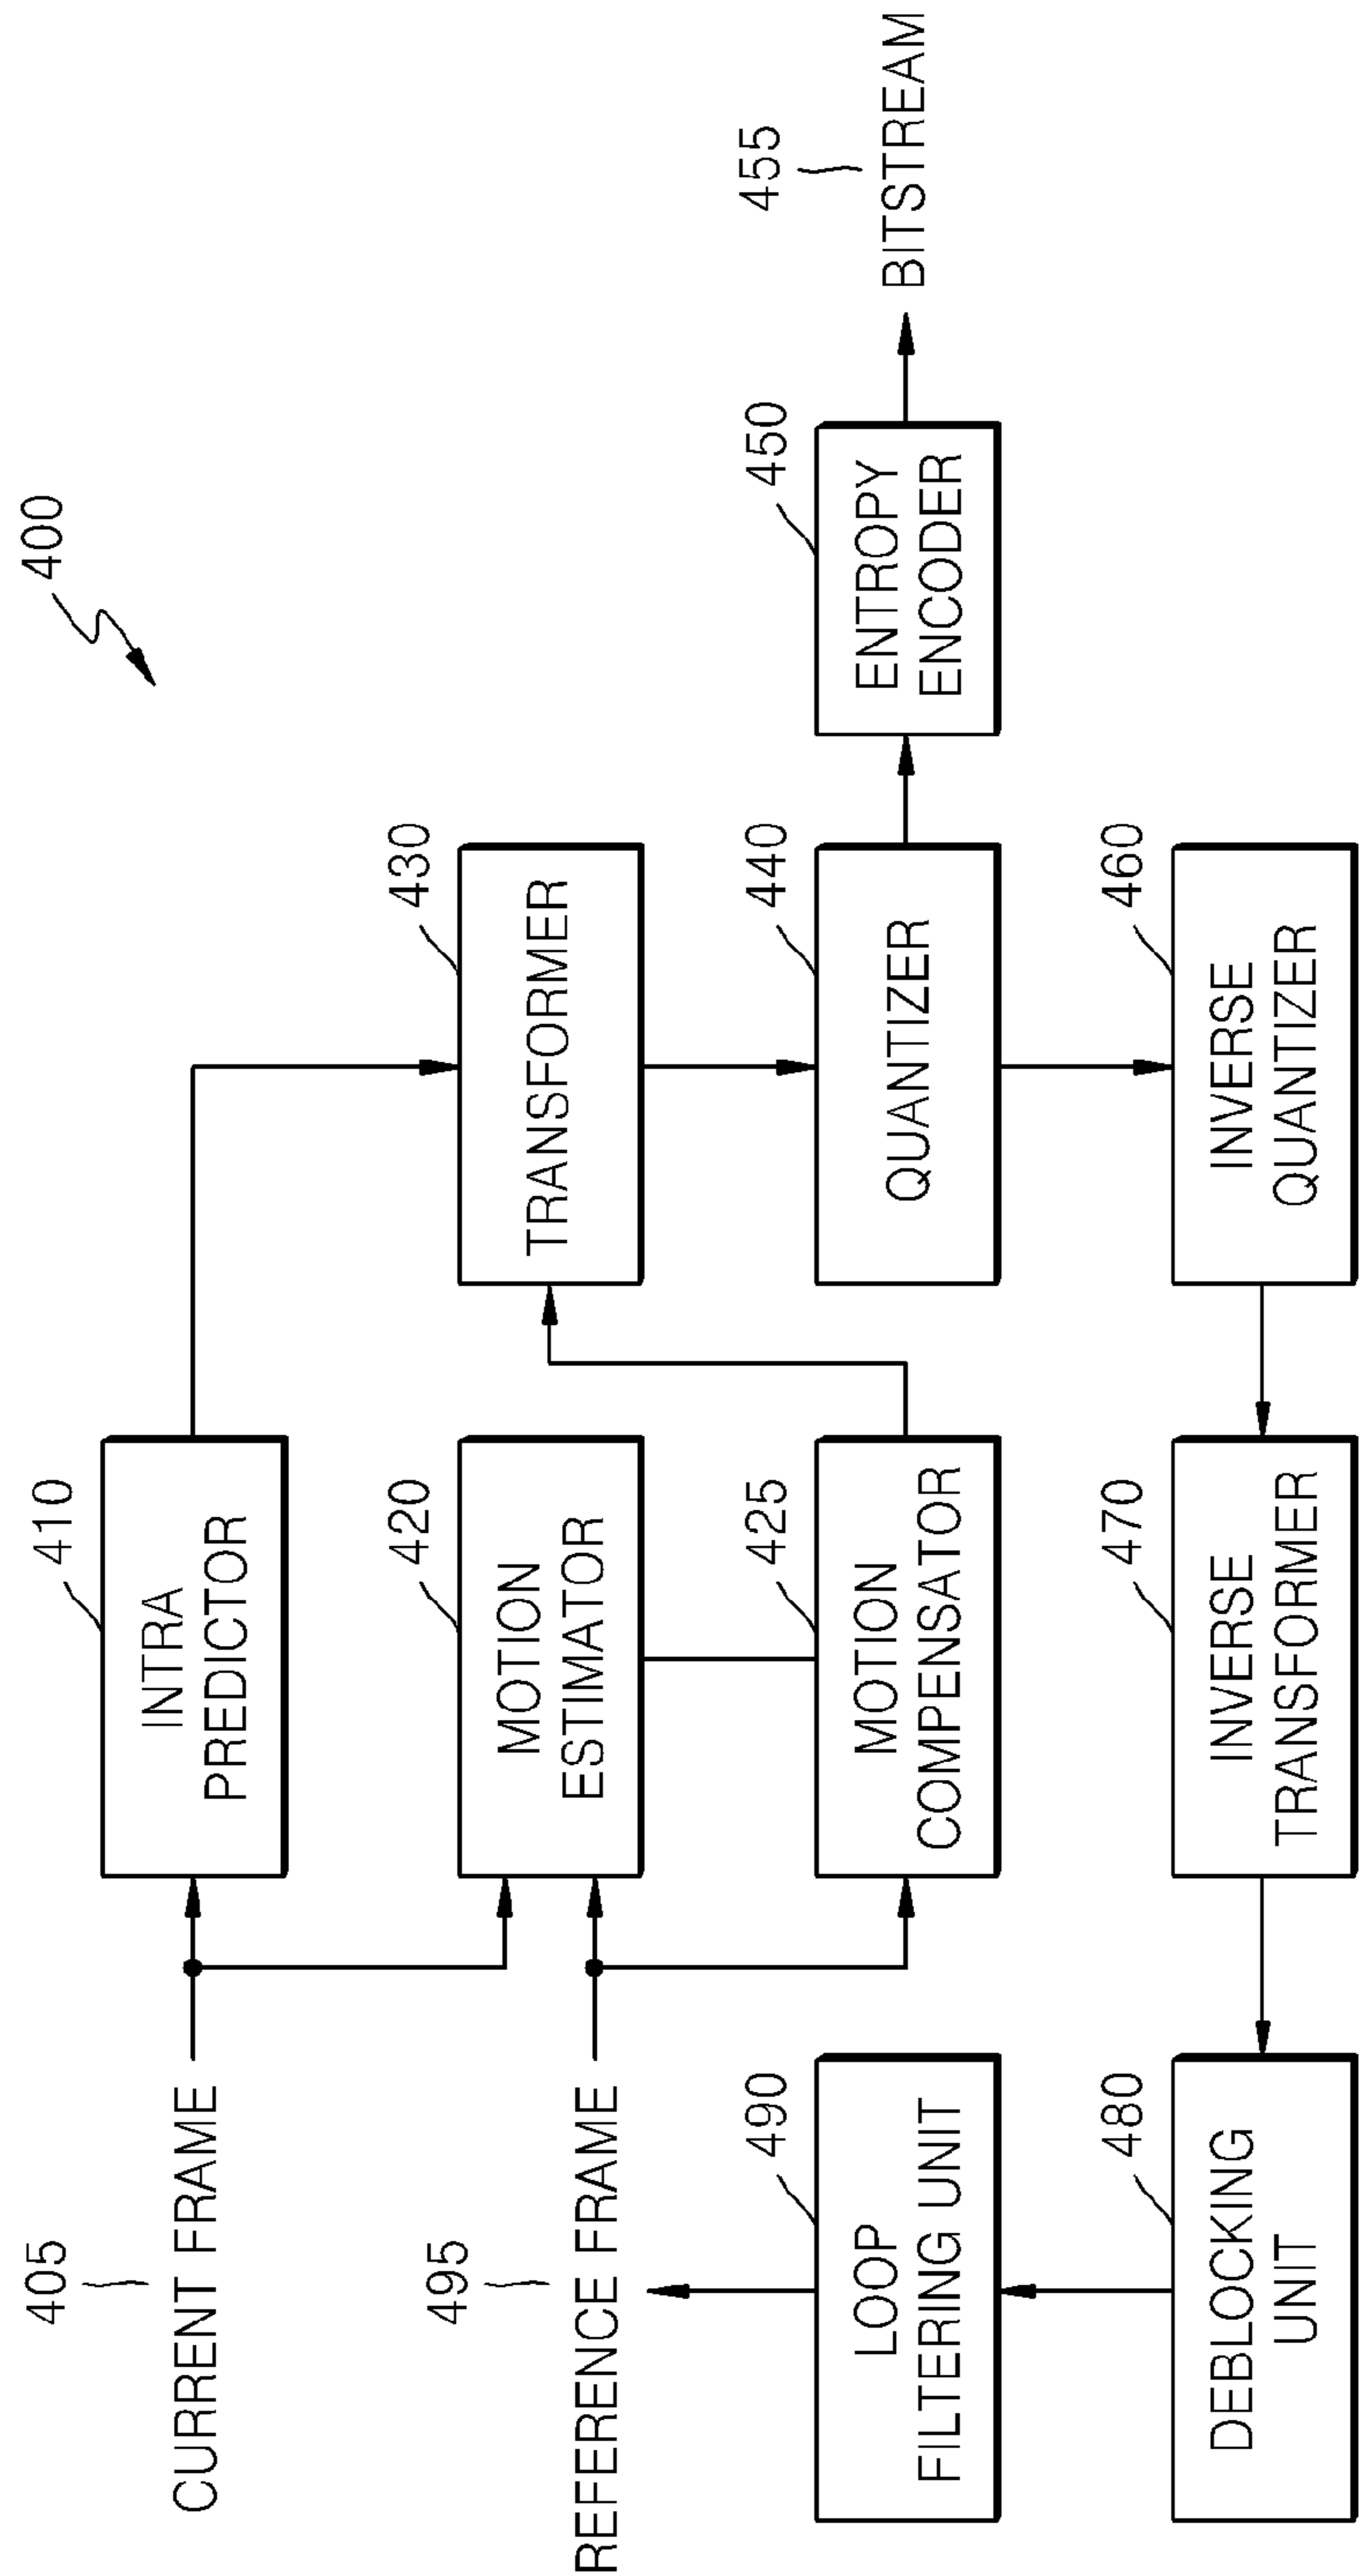 400
405
CURRENT FRAME
410
INTRA
PREDICTOR
495
REFERENCE FRAME
420
MOTION
ESTIMATOR
430
TRANSFORMER
490
LOOP
FILTERING UNIT
425
MOTION
COMPENSATOR
440
QUANTIZER
450
ENTROPY
ENCODER
455
BITSTREAM
480
DEBLOCKING
UNIT
470
INVERSE
TRANSFORMER
460
INVERSE
QUANTIZER